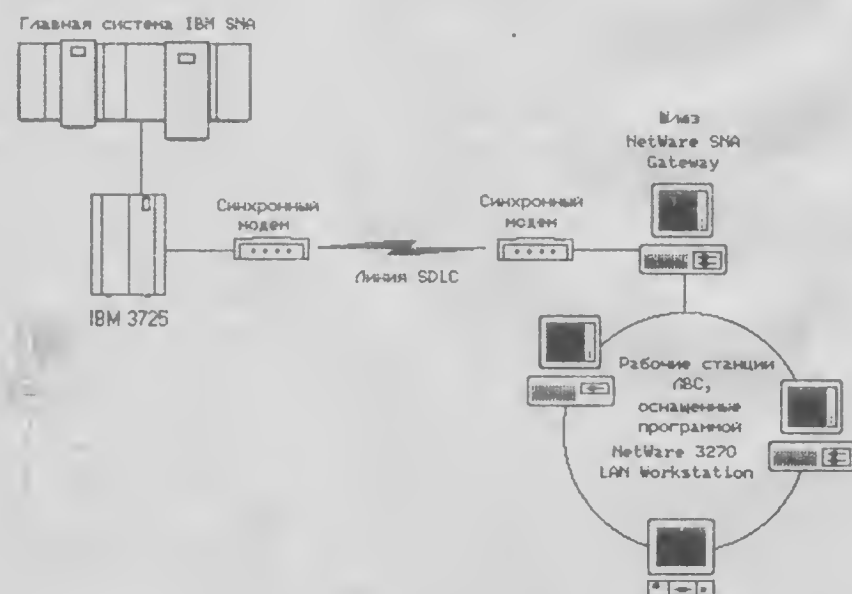 Главная система IBM SNA
Шлюз
NetWare SNA
Gateway
Синхронный
модем
Синхронный
модем
Линия SDLC
IBM 3725
Рабочие станции
ЛВС,
оснащенные
программой
NetWare 3270
LAN Workstation